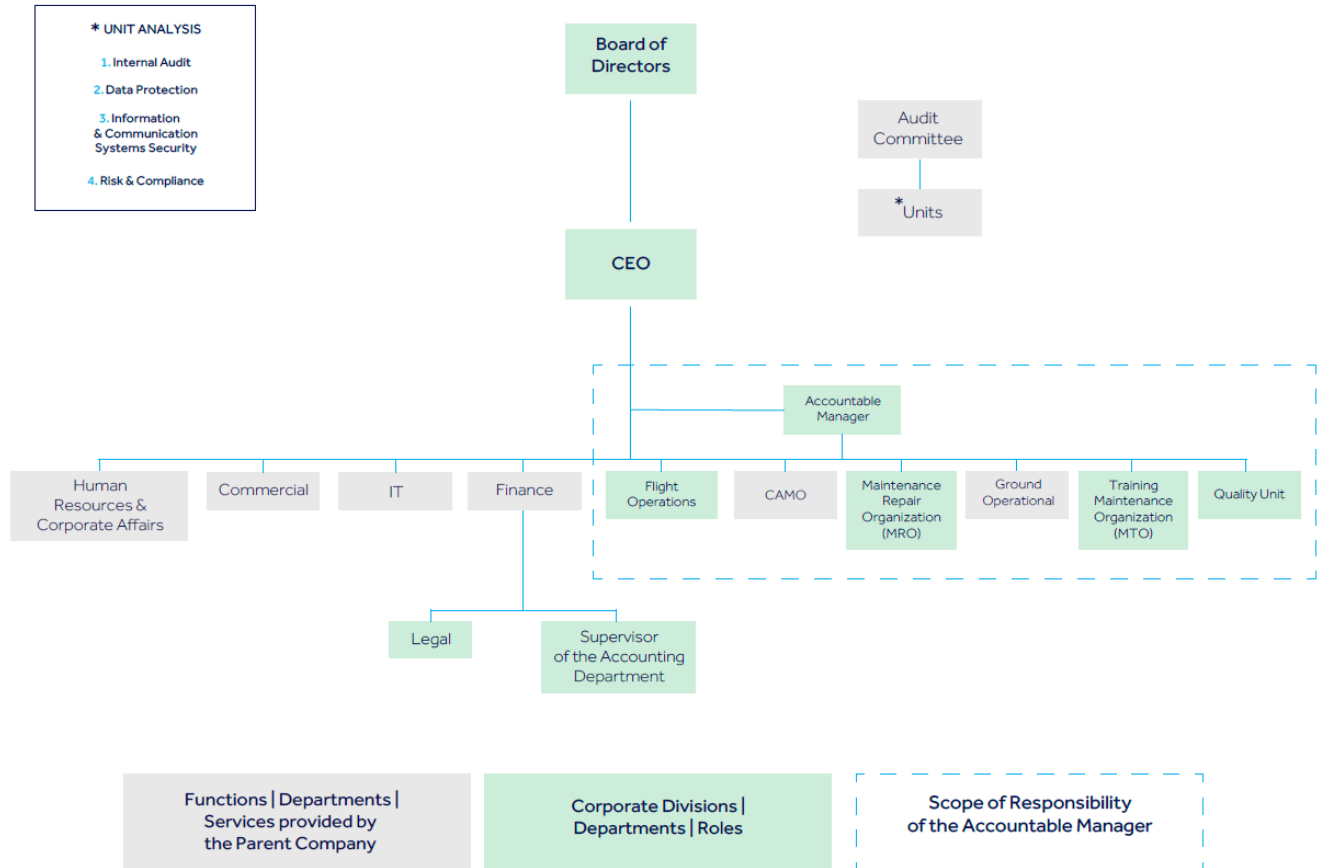 * UNIT ANALYSIS
1. Internal Audit
2. Data Protection
3. Information
& Communication
Systems Security
4. Risk & Compliance
Board of
Directors
Audit
Committee
*Units
CEO
Accountable
Manager
Human
Resources &
Corporate Affairs
Commercial
IT
Finance
Flight
Operations
CAMO
Maintenance
Repair
Organization
(MRO)
Ground
Operational
Training
Maintenance
Organization
(MTO)
Quality Unit
Legal
Supervisor
of the Accounting
Department
Functions | Departments |
Services provided by
the Parent Company
Corporate Divisions |
Departments | Roles
Scope of Responsibility
of the Accountable Manager